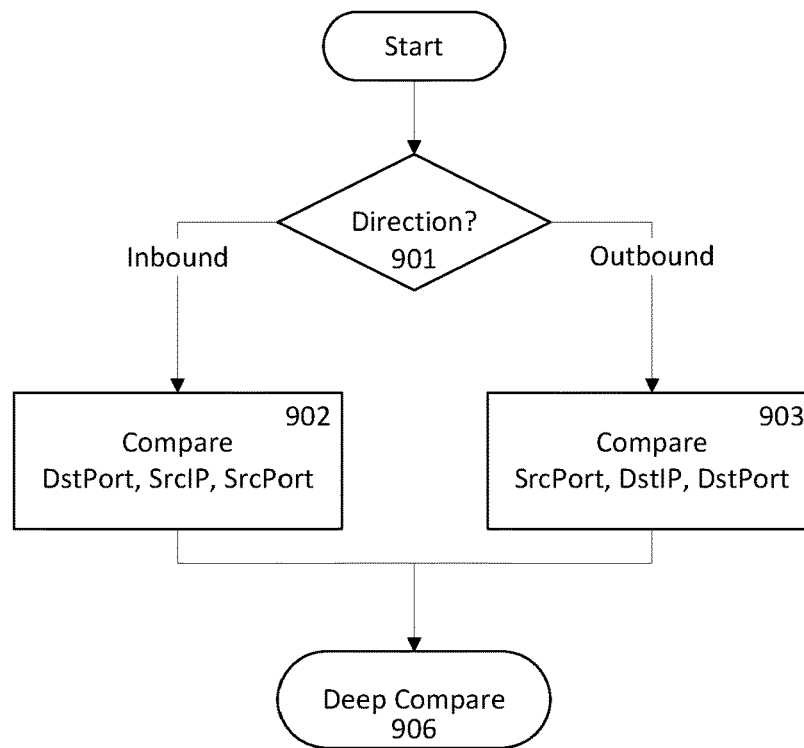 Start
Direction?
901
Inbound
Outbound
902
Compare
DstPort, SrcIP, SrcPort
903
Compare
SrcPort, DstIP, DstPort
Deep Compare
906